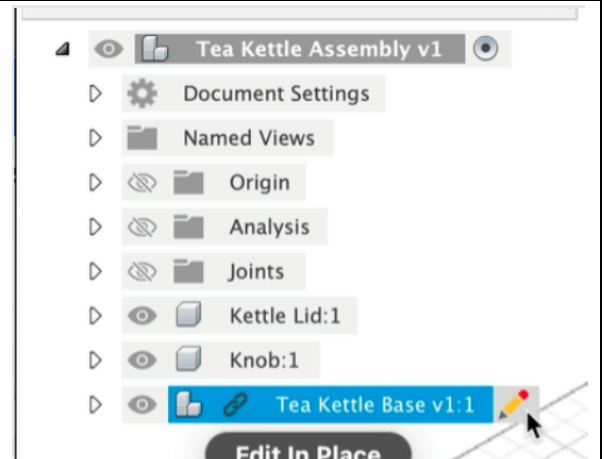 Tea Kettle Assembly v1
Document Settings
Named Views
Origin
Analysis
Joints
Kettle Lid:1
Knob:1
Tea Kettle Base v1:1
Edit In Place